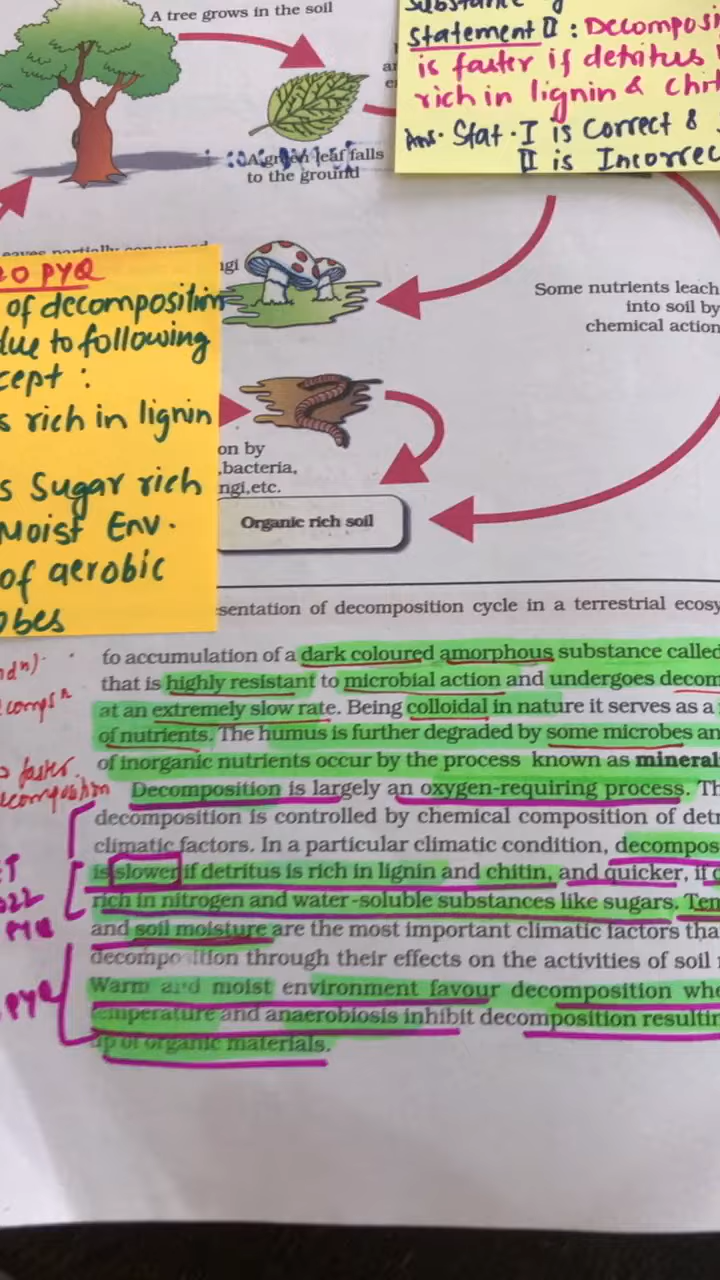 A tree grows in the soil
Statement II : Decomposi
is faster if detritus
rich in lignin & chit
Ans. Stat. I is Correct &
II is Incorrec
A green leaf falls
to the ground
O PYQ
of decomposition
due to following
cept :
s rich in lignin
s Sugar rich
Moist Env.
of aerobic
obes
ngi
Some nutrients leach
into soil by
chemical action
on by
,bacteria,
ngi,etc.
Organic rich soil
sentation of decomposition cycle in a terrestrial ecosy
to accumulation of a dark coloured amorphous substance called
that is highly resistant to microbial action and undergoes decom
at an extremely slow rate. Being colloidal in nature it serves as a
of nutrients. The humus is further degraded by some microbes an
of inorganic nutrients occur by the process known as mineral
Decomposition is largely an oxygen-requiring process. Th
decomposition is controlled by chemical composition of detr
climatic factors. In a particular climatic condition, decompos
is slower if detritus is rich in lignin and chitin, and quicker, if d
rich in nitrogen and water-soluble substances like sugars. Tem
and soil moisture are the most important climatic factors tha
decomposition through their effects on the activities of soil
Warm and moist environment favour decomposition whe
temperature and anaerobiosis inhibit decomposition resultin
up of organic materials.
faster
decomposition
PYQ